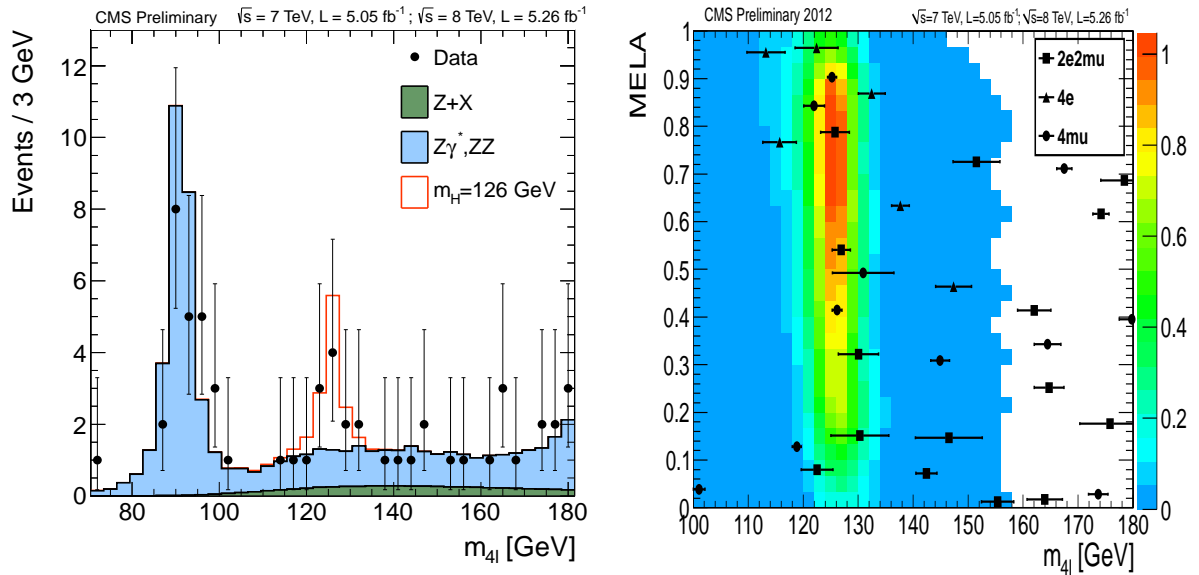 CMS Preliminary √s = 7 TeV, L = 5.05 fb-1 ; √s = 8 TeV, L = 5.26 fb-1
Events / 3 GeV
12
10
8
6
4
2
0
Data
Z+X
Zγ*,ZZ
mH=126 GeV
80 100 120 140 160 180
m4l [GeV]
CMS Preliminary 2012 √s=7 TeV, L=5.05 fb-1; √s=8 TeV, L=5.26 fb-1
MELA
1
0.9
0.8
0.7
0.6
0.5
0.4
0.3
0.2
0.1
0
2e2mu
4e
4mu
100 110 120 130 140 150 160 170 180
m4l [GeV]
1
0.8
0.6
0.4
0.2
0